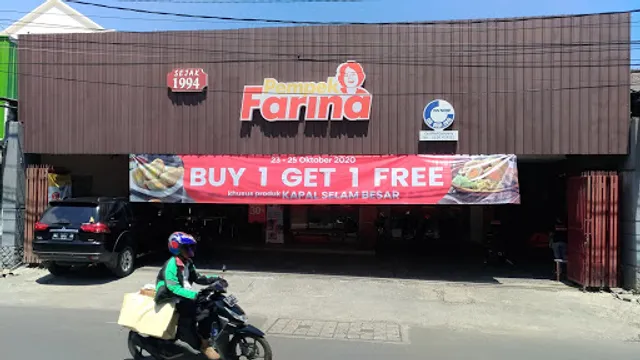 SEJAK
1994
Pempek
Farina
23 - 25 Oktober 2020
BUY 1 GET 1 FREE
khusus produk KAPAL SELAM BESAR